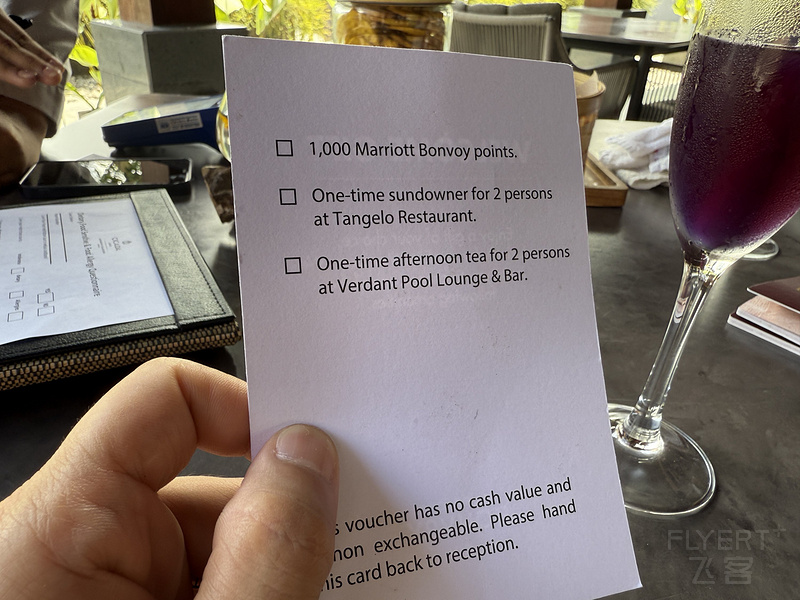 1,000 Marriott Bonvoy points.
One-time sundowner for 2 persons
at Tangelo Restaurant.
One-time afternoon tea for 2 persons
at Verdant Pool Lounge & Bar.
voucher has no cash value and
non exchangeable. Please hand
card back to reception.
FLYERT
飞客